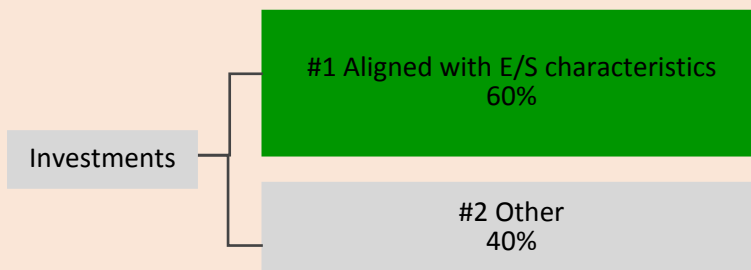 #1 Aligned with E/S characteristics
60%
Investments
#2 Other
40%